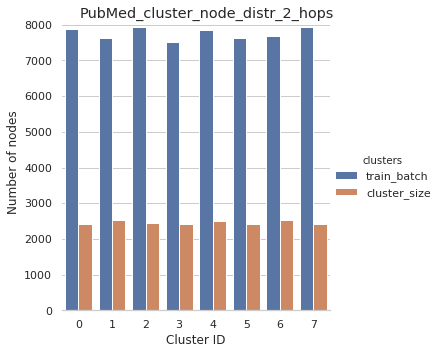 PubMed_cluster_node_distr_2_hops
8000
7000
6000
5000
4000
3000
2000
1000
0
Number of nodes
0 1 2 3 4 5 6 7
Cluster ID
clusters
train_batch
cluster_size